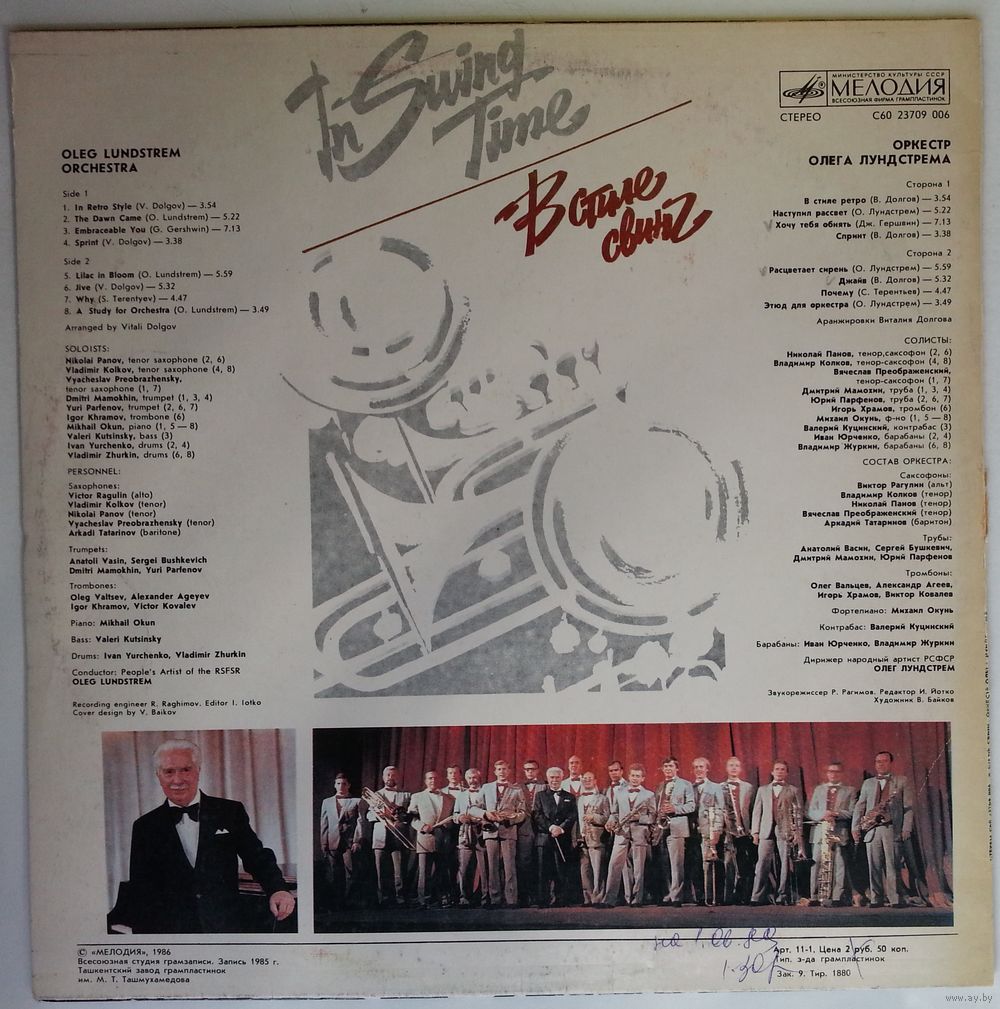 In Swing
Time
В стиле
свинг
МИНИСТЕРСТВО КУЛЬТУРЫ СССР
МЕЛОДИЯ
ВСЕСОЮЗНАЯ ФИРМА ГРАМПЛАСТИНОК
СТЕРЕО С60 23709 006
OLEG LUNDSTREM
ORCHESTRA
Side 1
1. In Retro Style (V. Dolgov) — 3.54
2. The Dawn Came (O. Lundstrem) — 5.22
3. Embraceable You (G. Gershwin) — 7.13
4. Sprint (V. Dolgov) — 3.38
Side 2
5. Lilac in Bloom (O. Lundstrem) — 5.59
6. Jive (V. Dolgov) — 5.32
7. Why (S. Terentyev) — 4.47
8. A Study for Orchestra (O. Lundstrem) — 3.49
Arranged by Vitali Dolgov
SOLOISTS:
Nikolai Panov, tenor saxophone (2, 6)
Vladimir Kolkov, tenor saxophone (4, 8)
Vyacheslav Preobrazhensky,
tenor saxophone (1, 7)
Dmitri Mamokhin, trumpet (1, 3, 4)
Yuri Parfenov, trumpet (2, 6, 7)
Igor Khramov, trombone (6)
Mikhail Okun, piano (1, 5 — 8)
Valeri Kutsinsky, bass (3)
Ivan Yurchenko, drums (2, 4)
Vladimir Zhurkin, drums (6, 8)
PERSONNEL:
Saxophones:
Victor Ragulin (alto)
Vladimir Kolkov (tenor)
Nikolai Panov (tenor)
Vyacheslav Preobrazhensky (tenor)
Arkadi Tatarinov (baritone)
Trumpets:
Anatoli Vasin, Sergei Bushkevich
Dmitri Mamokhin, Yuri Parfenov
Trombones:
Oleg Valtsev, Alexander Ageyev
Igor Khramov, Victor Kovalev
Piano: Mikhail Okun
Bass: Valeri Kutsinsky
Drums: Ivan Yurchenko, Vladimir Zhurkin
Conductor: People's Artist of the RSFSR
OLEG LUNDSTREM
Recording engineer R. Raghimov. Editor I. Iotko
Cover design by V. Baikov
ОРКЕСТР
ОЛЕГА ЛУНДСТРЕМА
Сторона 1
В стиле ретро (В. Долгов) — 3.54
Наступил рассвет (О. Лундстрем) — 5.22
Хочу тебя обнять (Дж. Гершвин) — 7.13
Спринт (В. Долгов) — 3.38
Сторона 2
Расцветает сирень (О. Лундстрем) — 5.59
Джайв (В. Долгов) — 5.32
Почему (С. Терентьев) — 4.47
Этюд для оркестра (О. Лундстрем) — 3.49
Аранжировки Виталия Долгова
СОЛИСТЫ:
Николай Панов, тенор-саксофон (2, 6)
Владимир Колков, тенор-саксофон (4, 8)
Вячеслав Преображенский,
тенор-саксофон (1, 7)
Дмитрий Мамохин, труба (1, 3, 4)
Юрий Парфенов, труба (2, 6, 7)
Игорь Храмов, тромбон (6)
Михаил Окунь, ф-но (1, 5 — 8)
Валерий Куцинский, контрабас (3)
Иван Юрченко, барабаны (2, 4)
Владимир Журкин, барабаны (6, 8)
СОСТАВ ОРКЕСТРА:
Саксофоны:
Виктор Рагулин (альт)
Владимир Колков (тенор)
Николай Панов (тенор)
Вячеслав Преображенский (тенор)
Аркадий Татаринов (баритон)
Трубы:
Анатолий Васин, Сергей Бушкевич,
Дмитрий Мамохин, Юрий Парфенов
Тромбоны:
Олег Вальцев, Александр Агеев,
Игорь Храмов, Виктор Ковалев
Фортепиано: Михаил Окунь
Контрабас: Валерий Куцинский
Барабаны: Иван Юрченко, Владимир Журкин
Дирижер народный артист РСФСР
ОЛЕГ ЛУНДСТРЕМ
Звукорежиссер Р. Рагимов. Редактор И. Йотко
Художник В. Байков
© «МЕЛОДИЯ», 1986
Всесоюзная студия грамзаписи. Запись 1985 г.
Ташкентский завод грампластинок
им. М. Т. Ташмухамедова
Арт. 11-1. Цена 2 руб. 50 коп.
Тип. з-да грампластинок
Зак. 9. Тир. 1880
www.ay.by